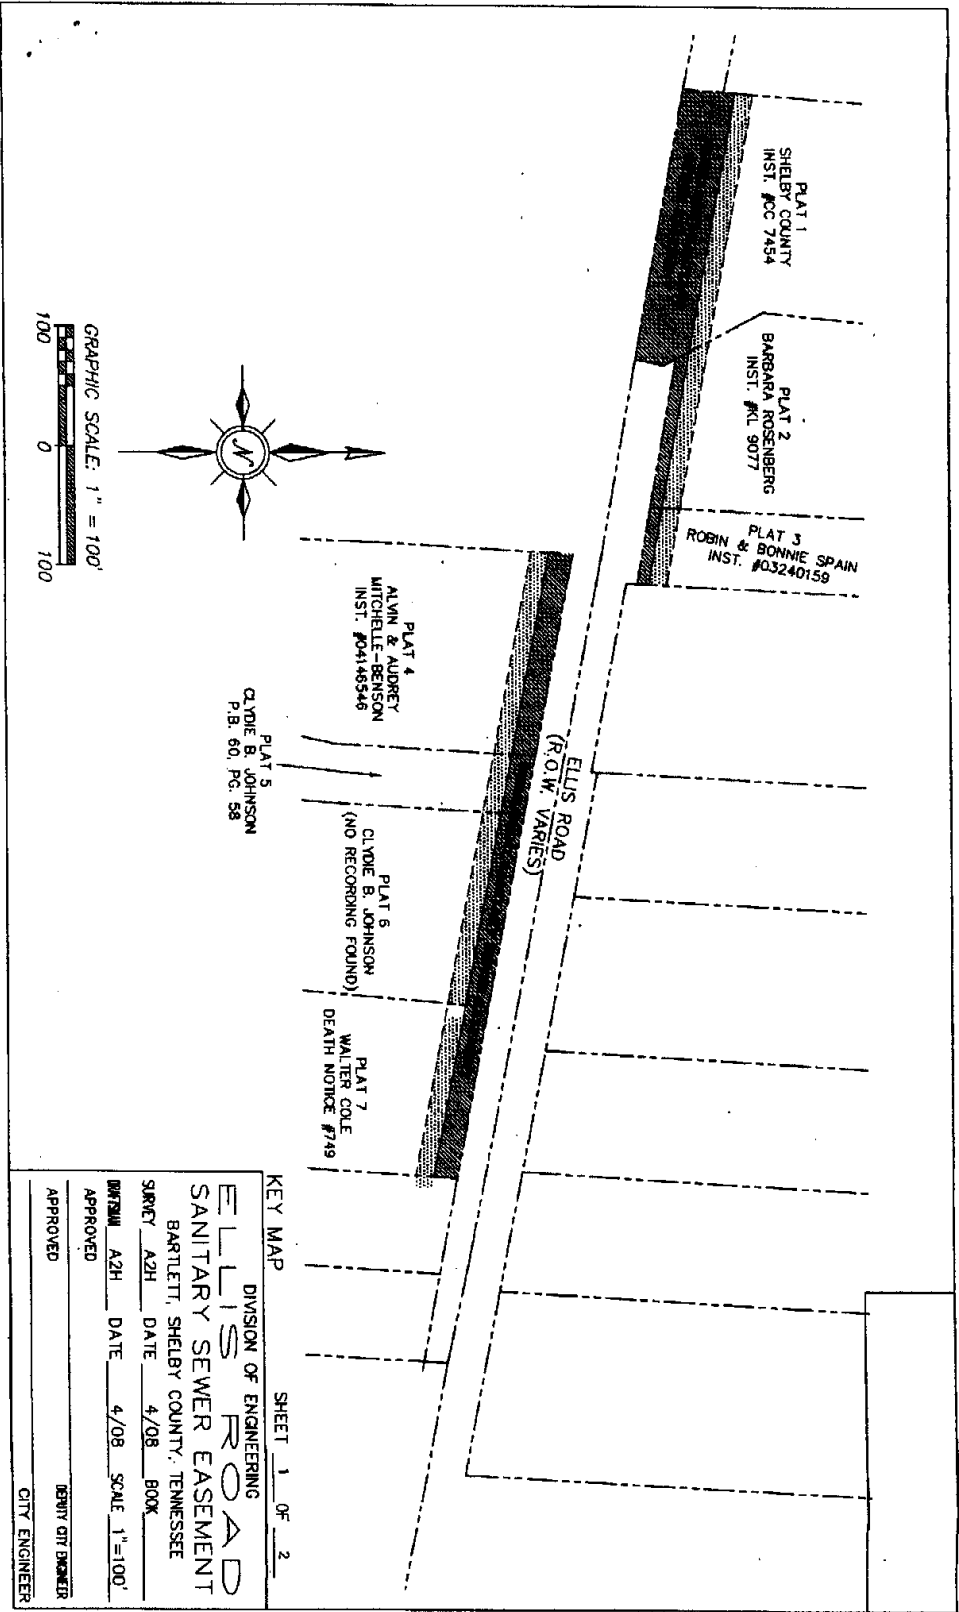 PLAT 1
SHELBY COUNTY
INST. #CC 7454
PLAT 2
BARBARA ROSENBERG
INST. #KL 9077
PLAT 3
ROBIN & BONNIE SPAIN
INST. #03240159
ELLIS ROAD
(R.O.W. VARIES)
PLAT 4
ALVIN & AUDREY
MITCHELLE-BENSON
INST. #04146546
PLAT 5
CLYDIE B. JOHNSON
P.B. 60, PG. 58
PLAT 6
CLYDIE B. JOHNSON
(NO RECORDING FOUND)
PLAT 7
WALTER COLE
DEATH NOTICE #749
N
GRAPHIC SCALE: 1" = 100'
100 0 100
KEY MAP SHEET 1 OF 2
DIVISION OF ENGINEERING
ELLIS ROAD
SANITARY SEWER EASEMENT
BARTLETT, SHELBY COUNTY, TENNESSEE
SURVEY A2H DATE 4/08 BOOK
DRAFTSMAN A2H DATE 4/08 SCALE 1"=100'
APPROVED
DEPUTY CITY ENGINEER
APPROVED
CITY ENGINEER